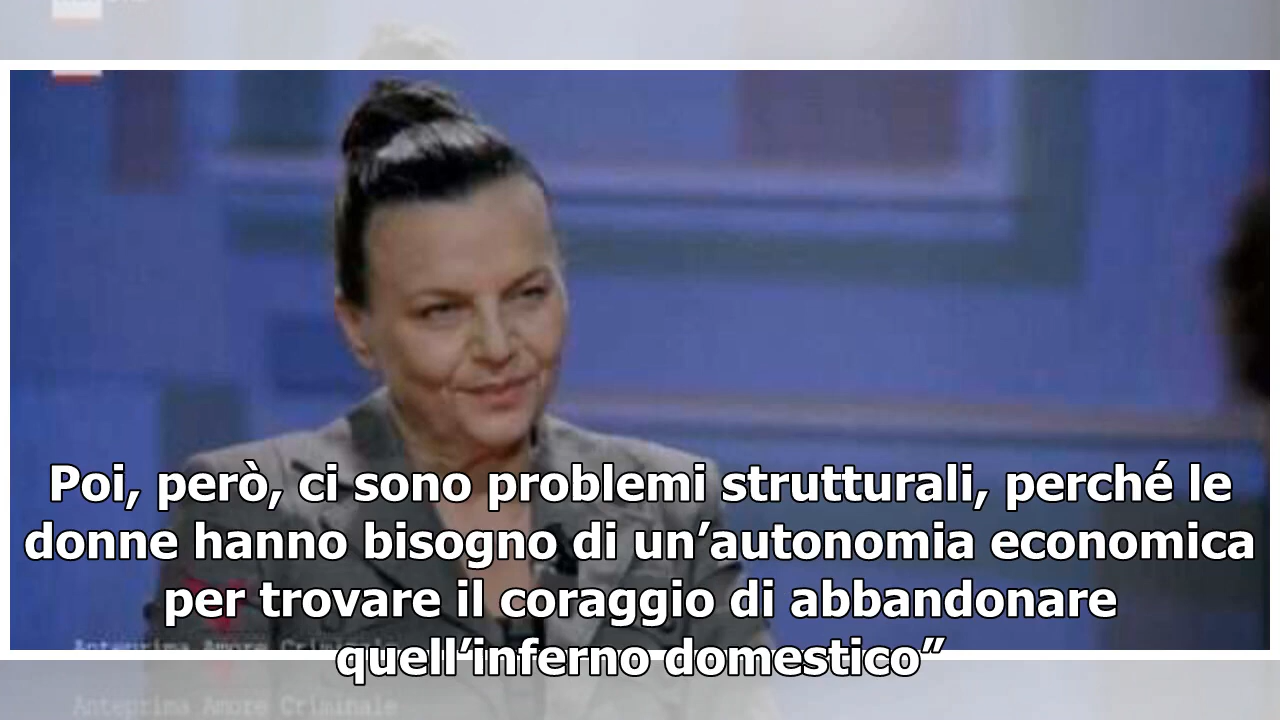 Poi, però, ci sono problemi strutturali, perché le
donne hanno bisogno di un’autonomia economica
per trovare il coraggio di abbandonare
quell’inferno domestico”
Anteprima Amore Criminale
Anteprima Amore Criminale